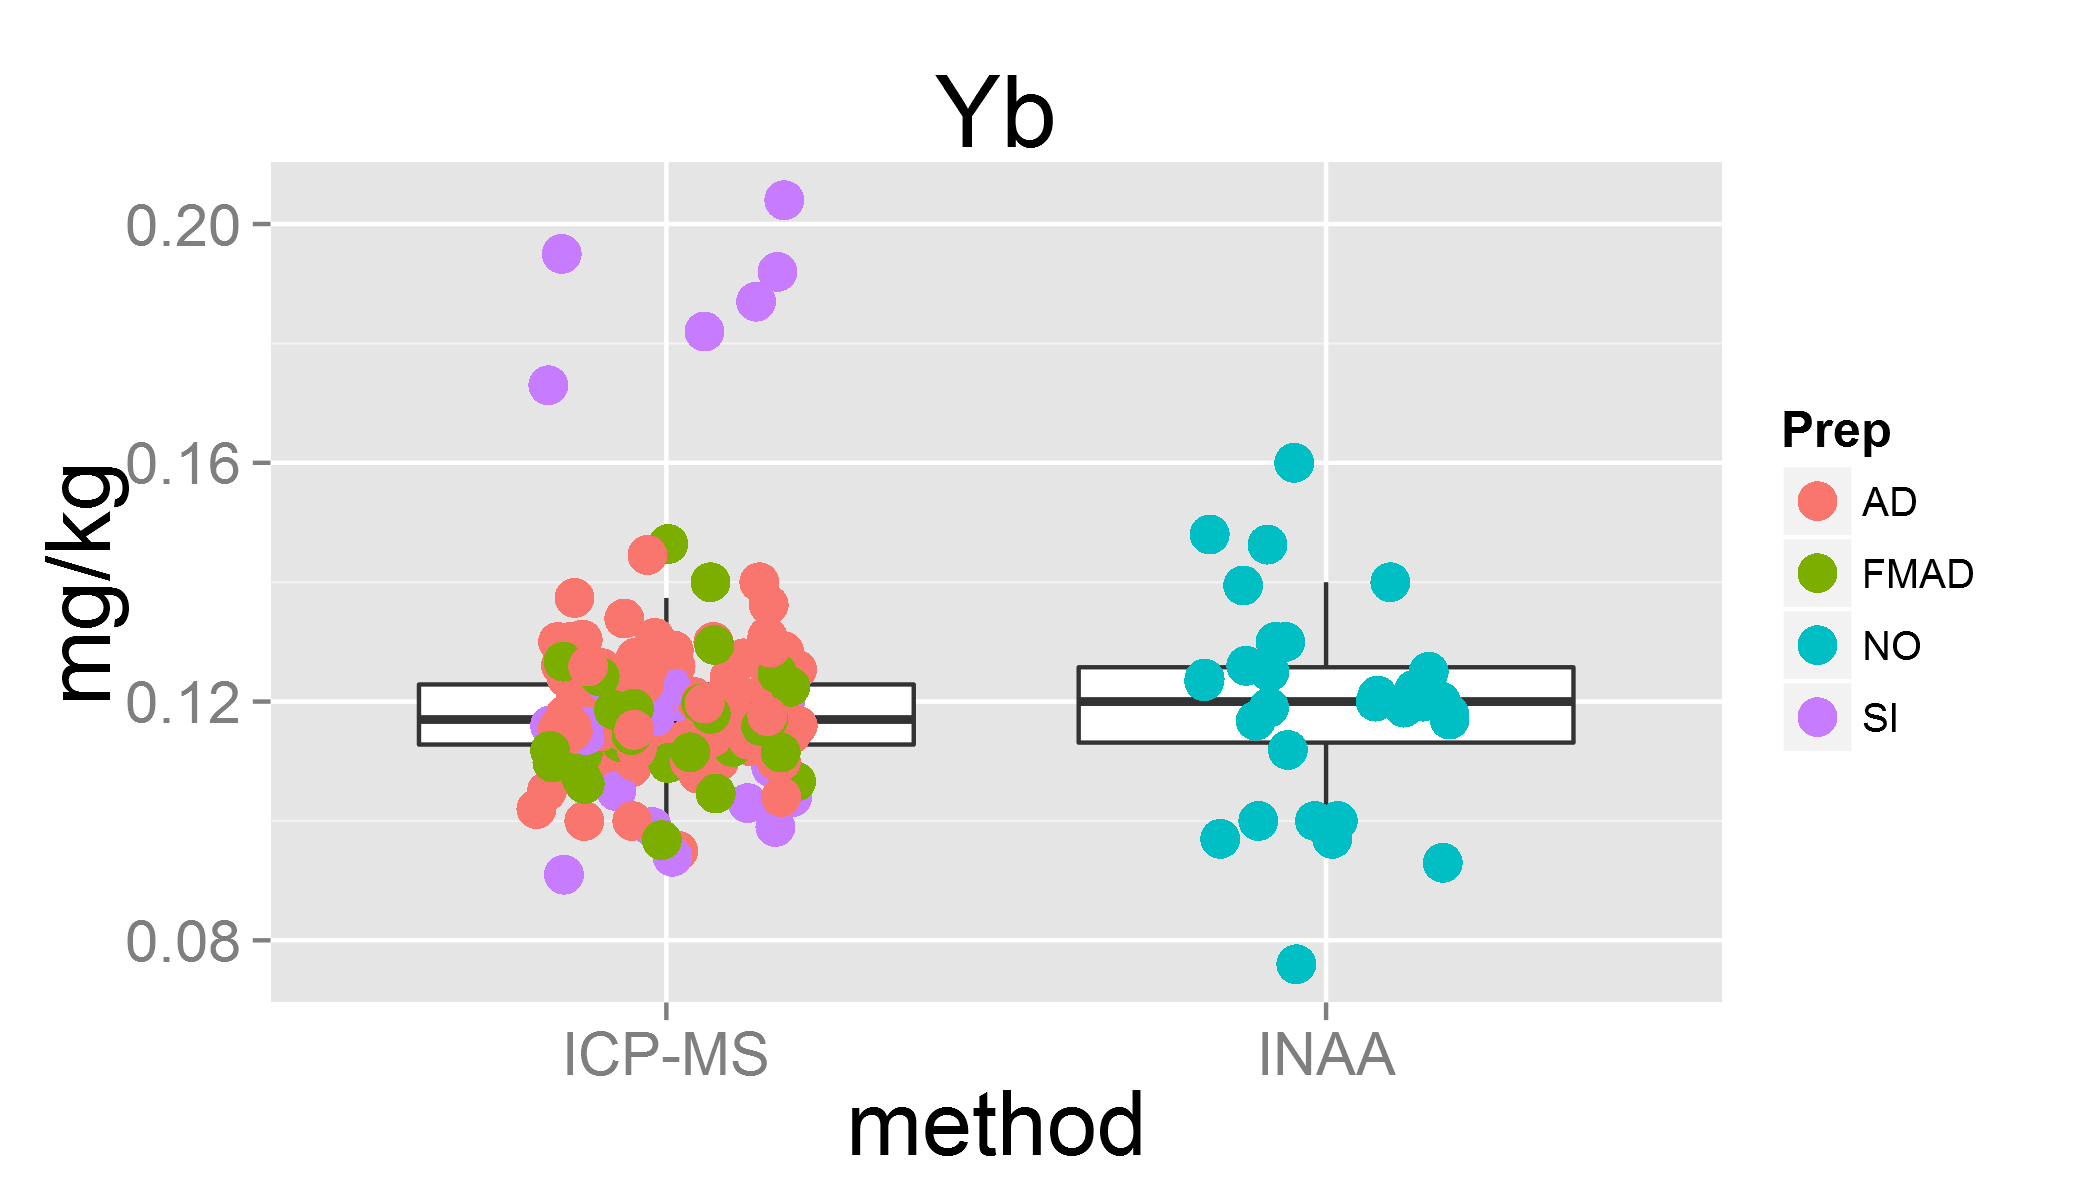 Yb
mg/kg
0.20
0.16
0.12
0.08
ICP-MS
INAA
method
Prep
AD
FMAD
NO
SI